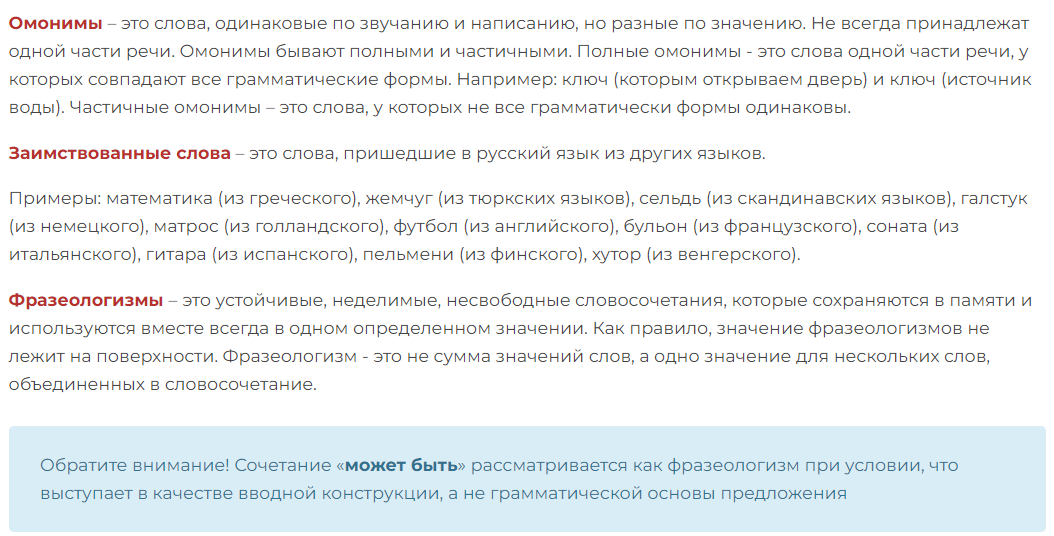 Омонимы – это слова, одинаковые по звучанию и написанию, но разные по значению. Не всегда принадлежат
одной части речи. Омонимы бывают полными и частичными. Полные омонимы - это слова одной части речи, у
которых совпадают все грамматические формы. Например: ключ (которым открываем дверь) и ключ (источник
воды). Частичные омонимы – это слова, у которых не все грамматически формы одинаковы.
Заимствованные слова – это слова, пришедшие в русский язык из других языков.
Примеры: математика (из греческого), жемчуг (из тюркских языков), сельдь (из скандинавских языков), галстук
(из немецкого), матрос (из голландского), футбол (из английского), бульон (из французского), соната (из
итальянского), гитара (из испанского), пельмени (из финского), хутор (из венгерского).
Фразеологизмы – это устойчивые, неделимые, несвободные словосочетания, которые сохраняются в памяти и
используются вместе всегда в одном определенном значении. Как правило, значение фразеологизмов не
лежит на поверхности. Фразеологизм - это не сумма значений слов, а одно значение для нескольких слов,
объединенных в словосочетание.
Обратите внимание! Сочетание «может быть» рассматривается как фразеологизм при условии, что
выступает в качестве вводной конструкции, а не грамматической основы предложения